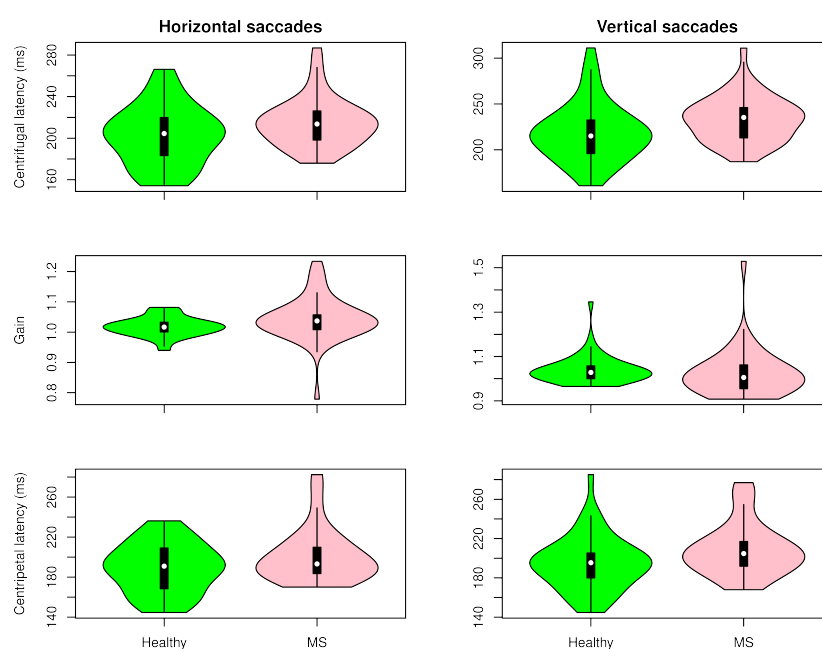 Horizontal saccades
Vertical saccades
Centrifugal latency (ms)
280
240
200
160
300
250
200
Gain
1.2
1.1
1.0
0.9
0.8
1.5
1.3
1.1
0.9
Centripetal latency (ms)
260
220
180
140
260
220
180
140
Healthy
MS
Healthy
MS